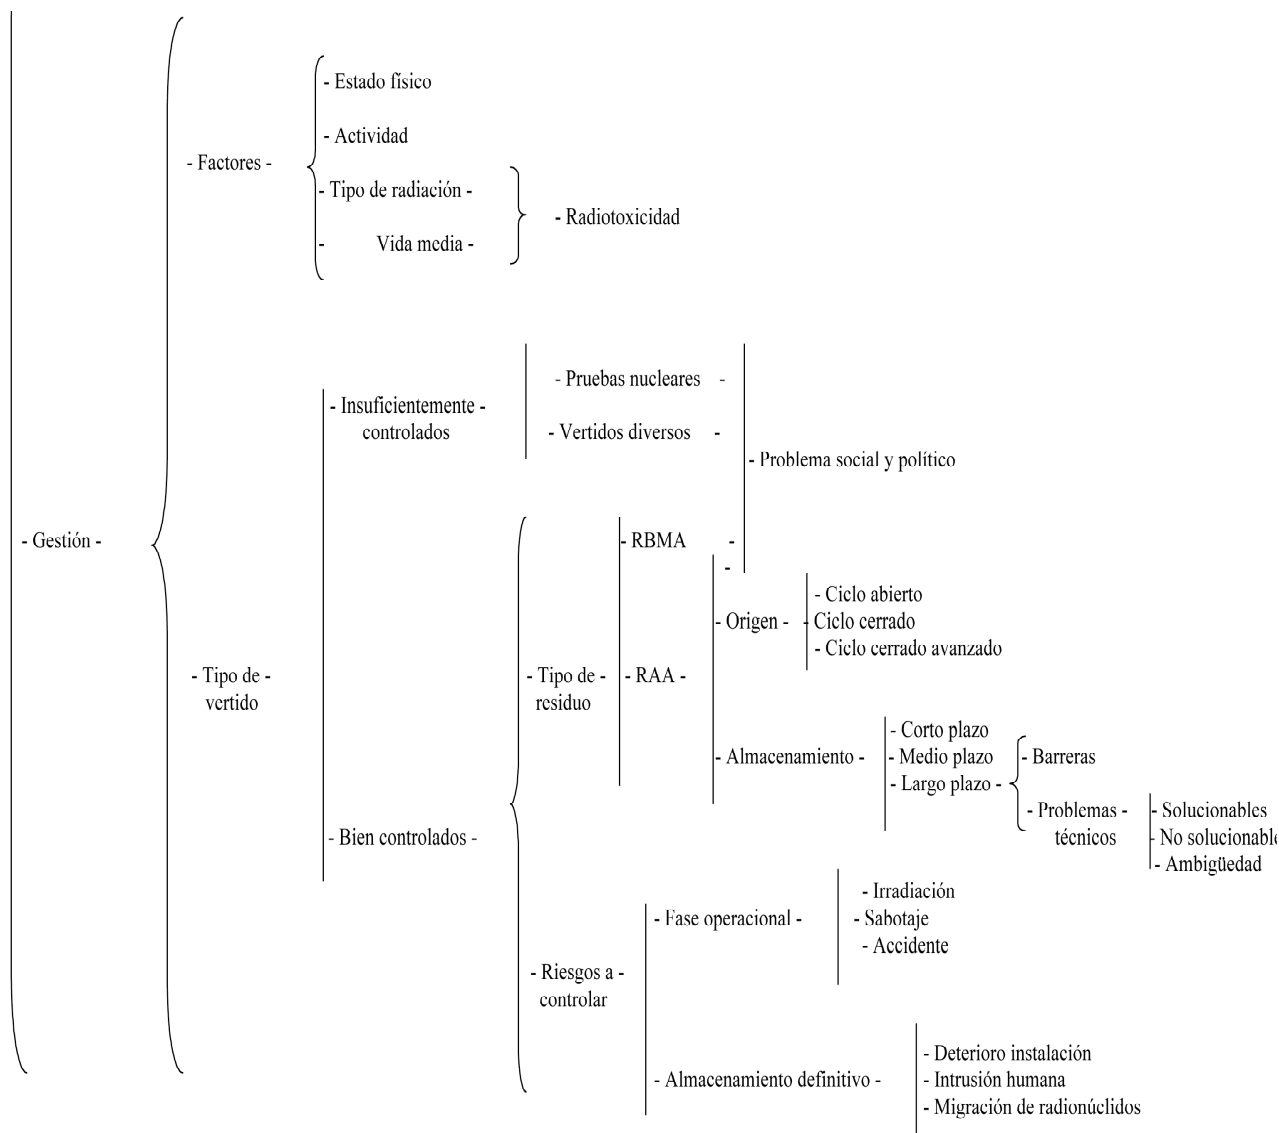 - Estado físico
- Actividad
- Factores -
- Tipo de radiación -
- Radiotoxicidad
- Vida media -
- Pruebas nucleares -
- Insuficientemente -
controlados
- Vertidos diversos -
- Problema social y político
- Gestión -
- RBMA -
-
- Ciclo abierto
- Origen -
- Ciclo cerrado
- Ciclo cerrado avanzado
- Tipo de -
vertido
- Tipo de -
residuo
- RAA -
- Corto plazo
- Almacenamiento -
- Medio plazo
- Barreras
- Largo plazo -
- Problemas -
técnicos
- Solucionables
- No solucionable
- Ambigüedad
- Bien controlados -
- Irradiación
- Fase operacional -
- Sabotaje
- Accidente
- Riesgos a -
controlar
- Deterioro instalación
- Almacenamiento definitivo -
- Intrusión humana
- Migración de radionúclidos